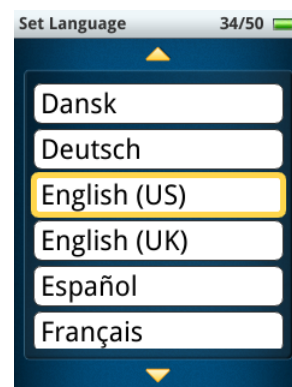 Set Language 34/50
Dansk
Deutsch
English (US)
English (UK)
Español
Français